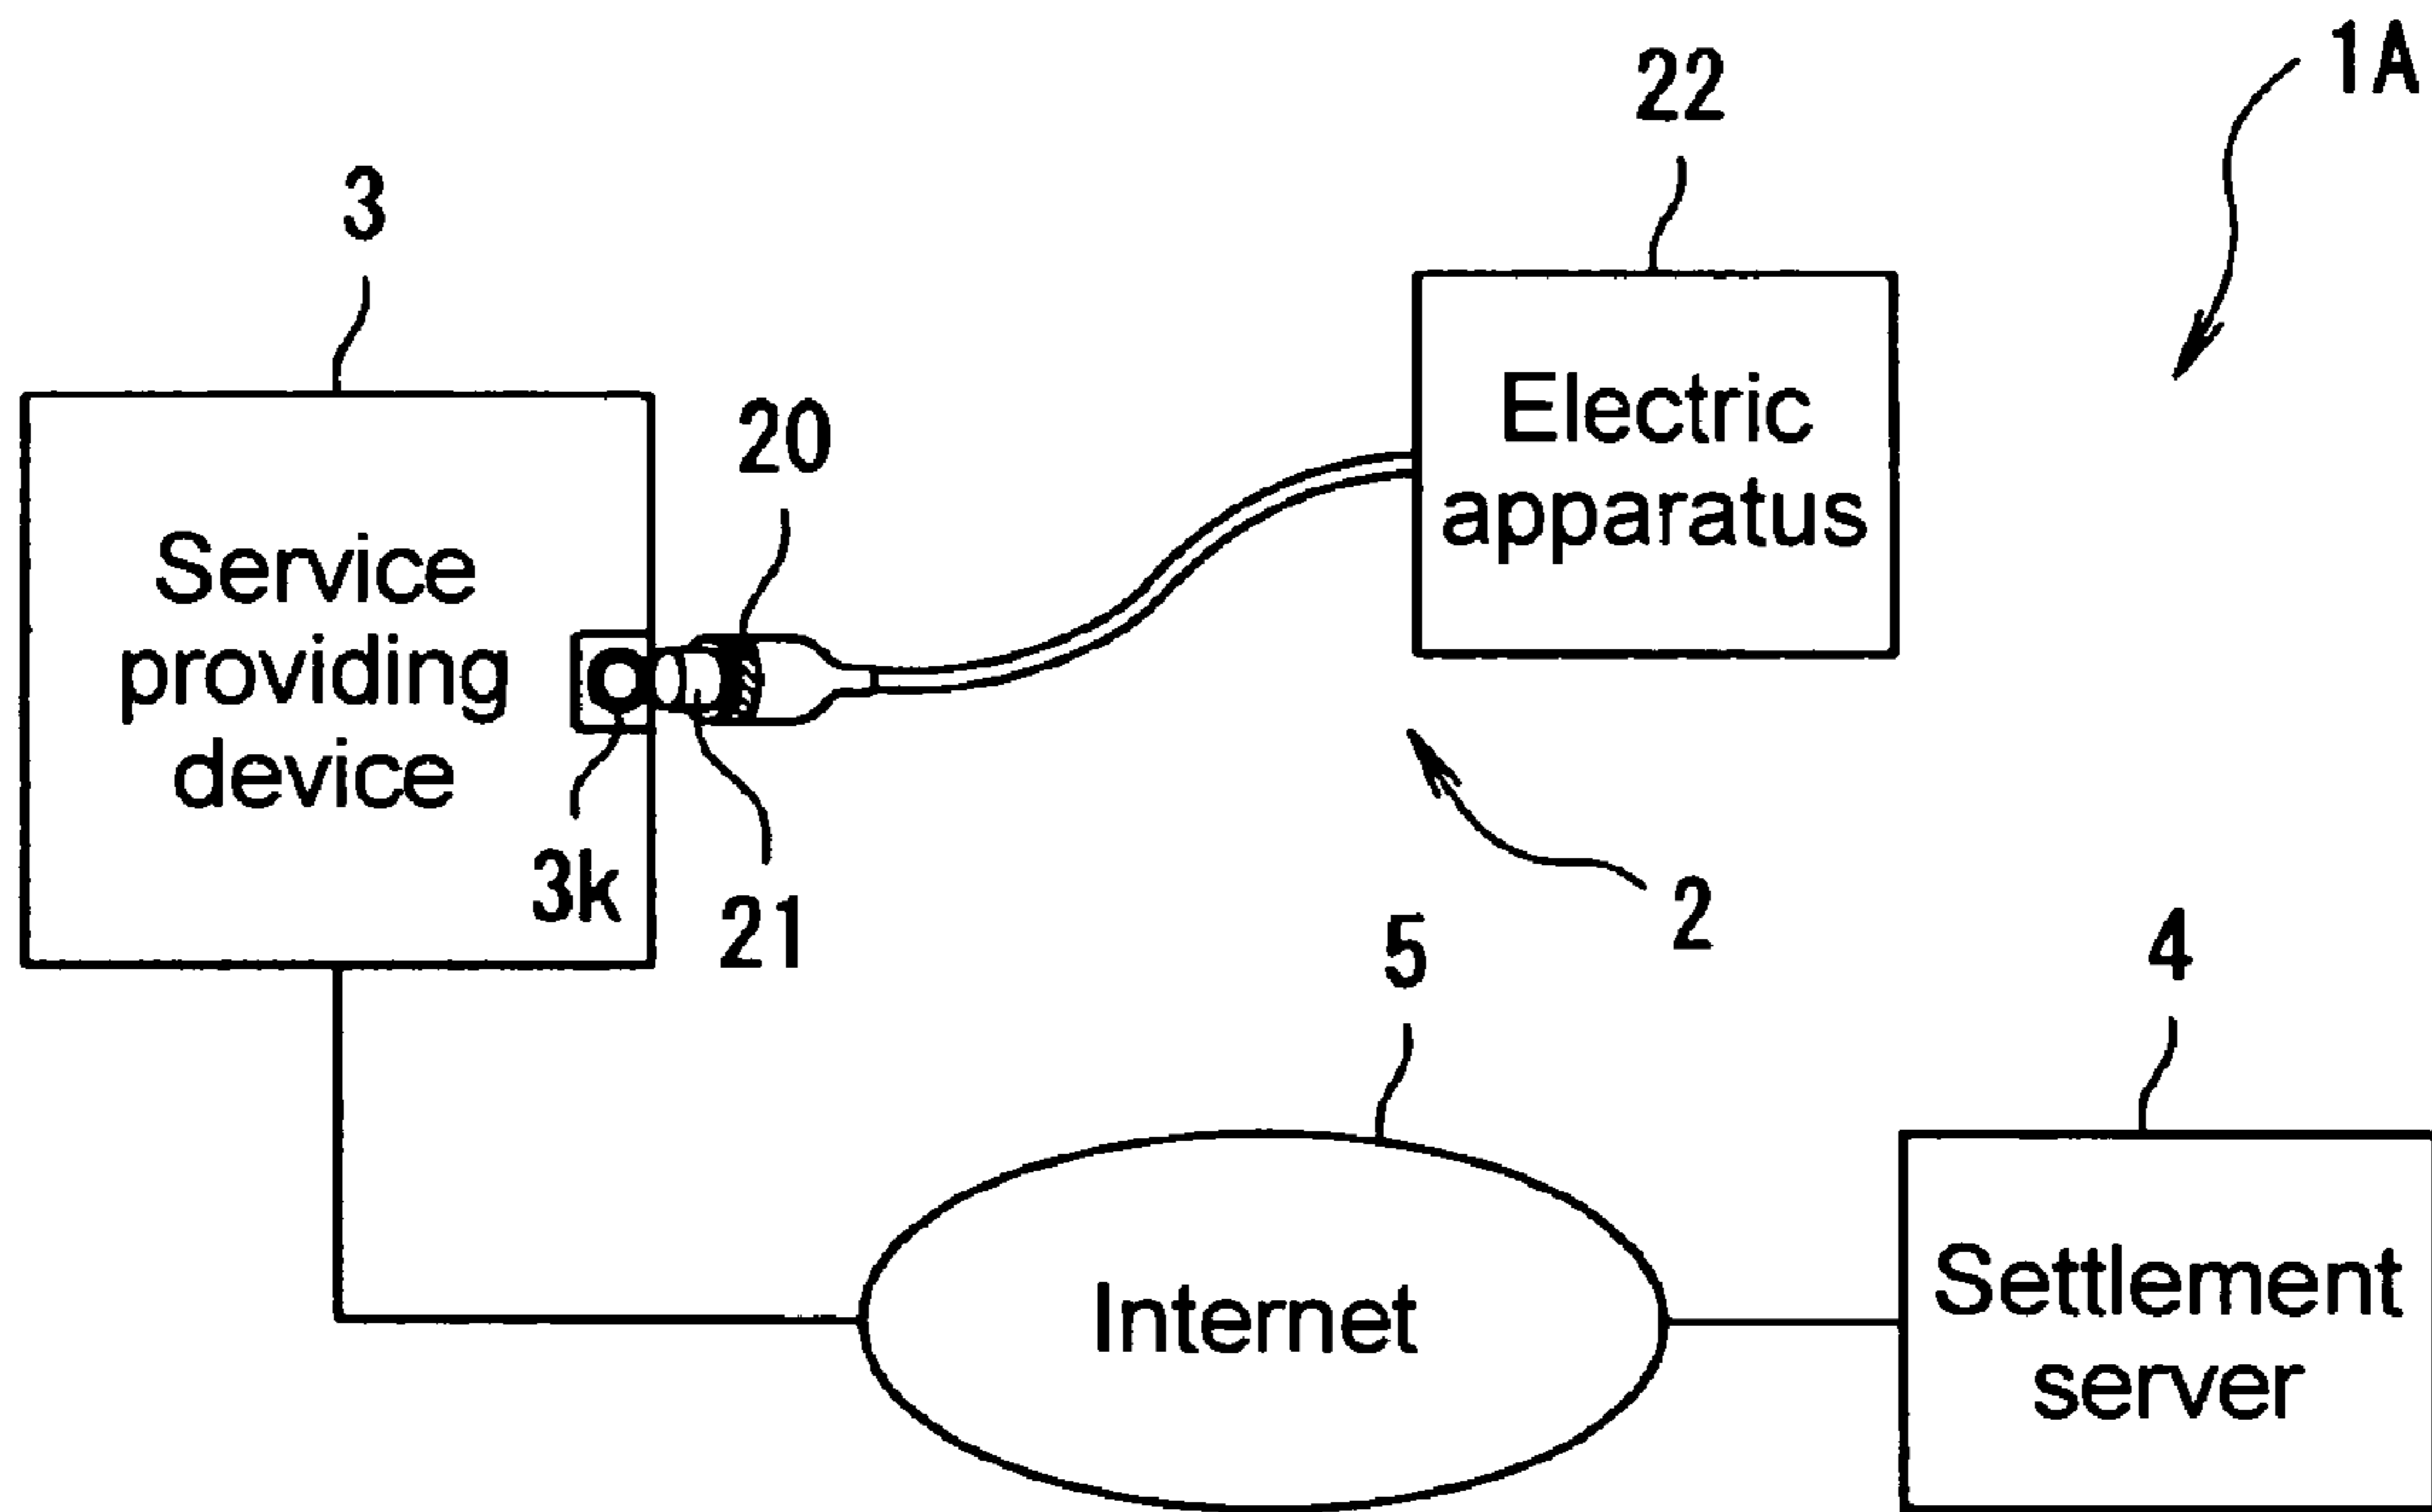 1A
22
3
Electric
apparatus
20
Service
providing
device
3k
21
2
5
4
Internet
Settlement
server